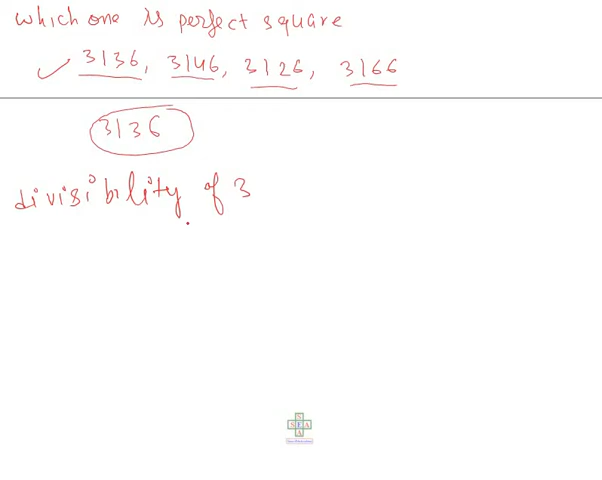 which one is perfect square
3136, 3146, 3126, 3166
3136
divisibility of 3
S
S E A
A